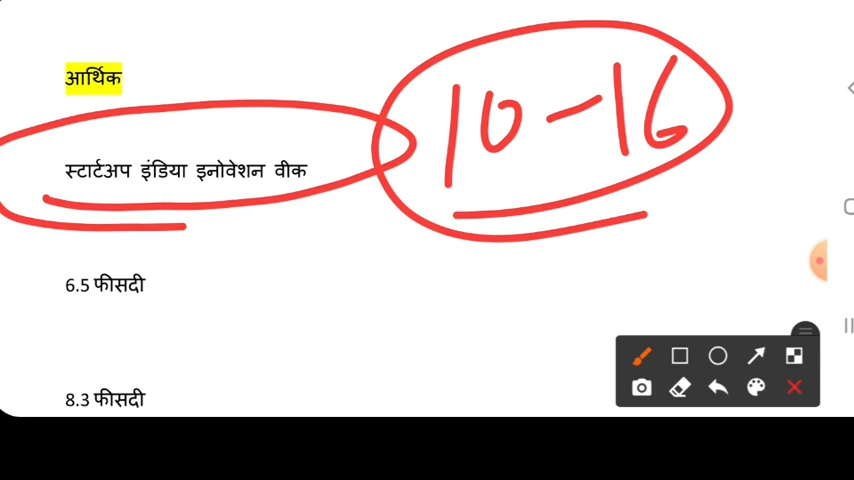 आर्थिक
10-16
स्टार्टअप इंडिया इनोवेशन वीक
6.5 फीसदी
8.3 फीसदी